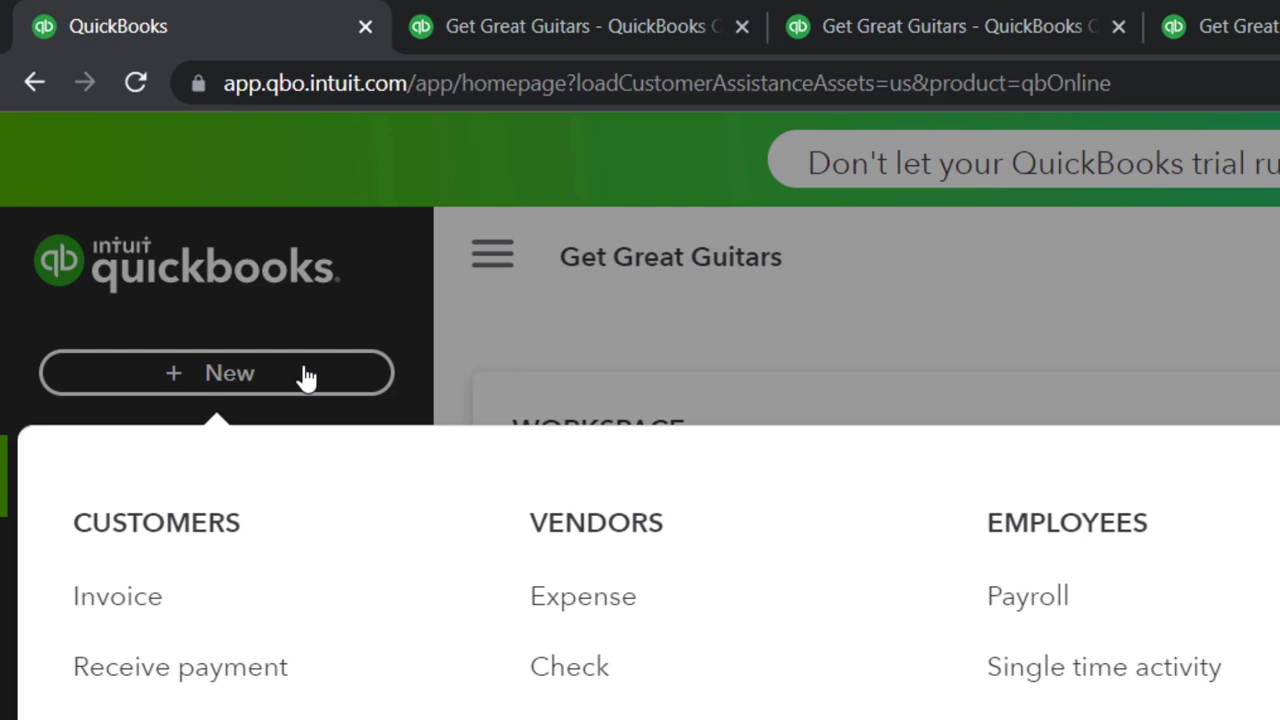 QuickBooks
Get Great Guitars - QuickBooks
Get Great Guitars - QuickBooks
Get Great
app.qbo.intuit.com/app/homepage?loadCustomerAssistanceAssets=us&product=qbOnline
Don't let your QuickBooks trial
intuit
quickbooks.
Get Great Guitars
+ New
WORKSPACE
CUSTOMERS VENDORS EMPLOYEES
Invoice Expense Payroll
Receive payment Check Single time activity